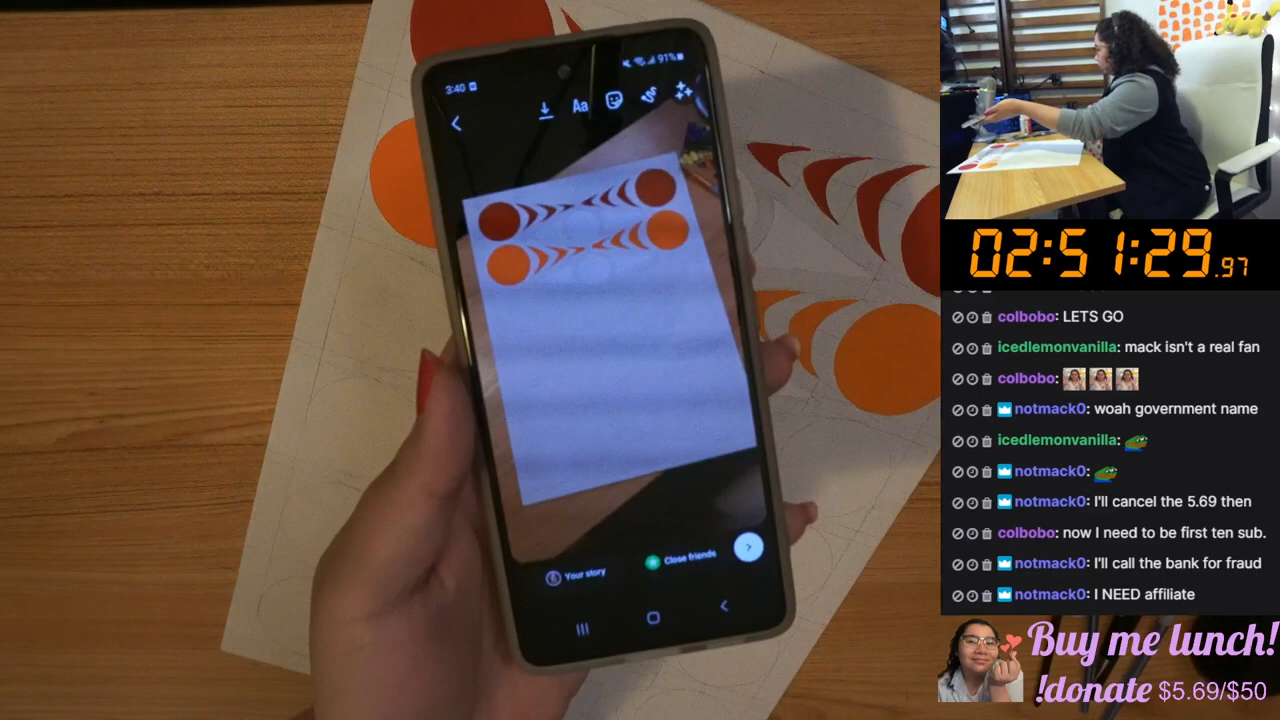 3:40
91%
Aa
Your story
Close friends
02:51:29.97
colbobo: LETS GO
icedlemonvanilla: mack isn't a real fan
colbobo:
notmack0: woah government name
icedlemonvanilla:
notmack0:
notmack0: I'll cancel the 5.69 then
colbobo: now I need to be first ten sub.
notmack0: I'll call the bank for fraud
notmack0: I NEED affiliate
Buy me lunch!
!donate $5.69/$50